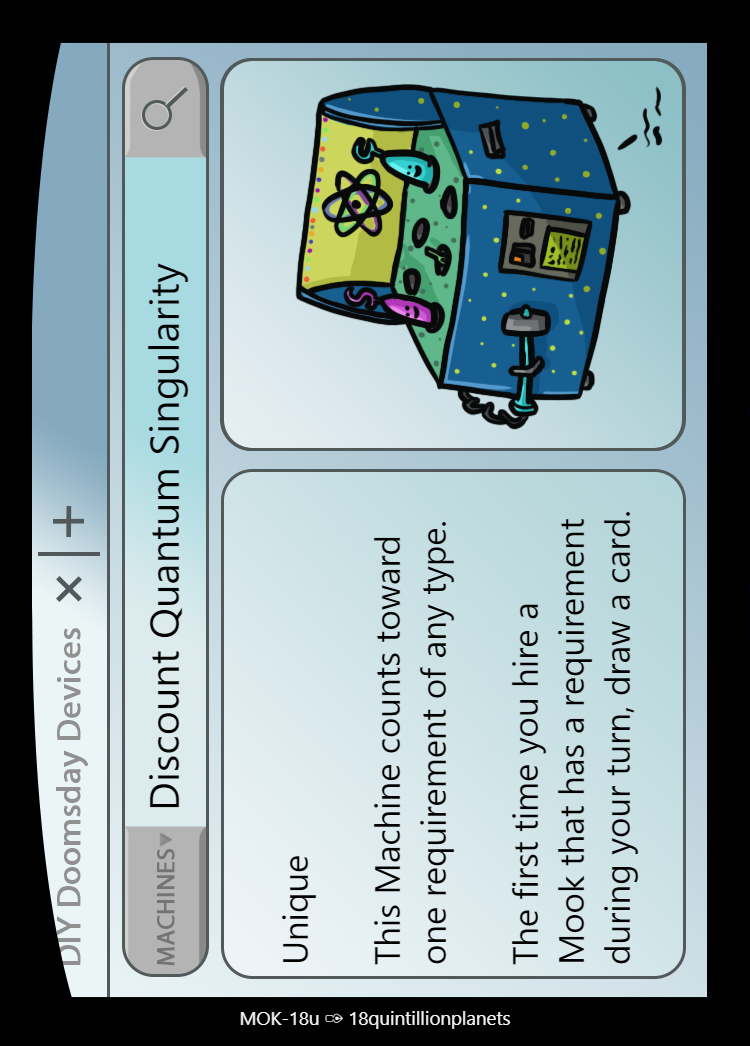 DIY Doomsday Devices × | +
MACHINES▾ Discount Quantum Singularity
Unique
This Machine counts toward
one requirement of any type.
The first time you hire a
Mook that has a requirement
during your turn, draw a card.
MOK-18u ✑ 18quintillionplanets